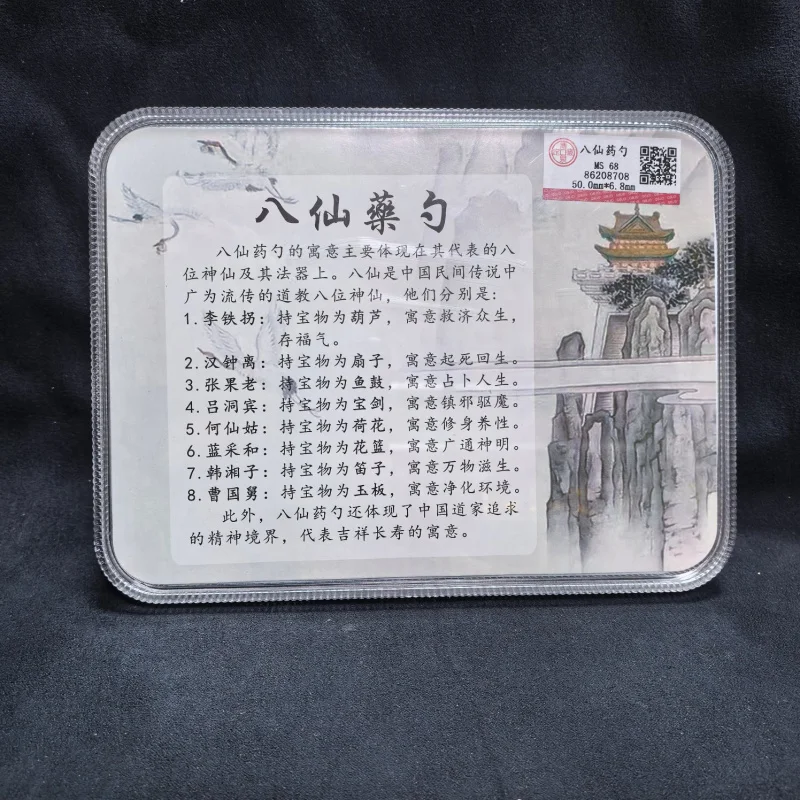 八仙药勺
MS 68
86208708
50.0mm*6.8mm
八仙藥勺
八仙药勺的寓意主要体现在其代表的八
位神仙及其法器上。八仙是中国民间传说中
广为流传的道教八位神仙，他们分别是：
1.李铁拐：持宝物为葫芦，寓意救济众生，
存福气。
2.汉钟离：持宝物为扇子，寓意起死回生。
3.张果老：持宝物为鱼鼓，寓意占卜人生。
4.吕洞宾：持宝物为宝剑，寓意镇邪驱魔。
5.何仙姑：持宝物为荷花，寓意修身养性。
6.蓝采和：持宝物为花篮，寓意广通神明。
7.韩湘子：持宝物为笛子，寓意万物滋生。
8.曹国舅：持宝物为玉板，寓意净化环境。
此外，八仙药勺还体现了中国道家追求
的精神境界，代表吉祥长寿的寓意。